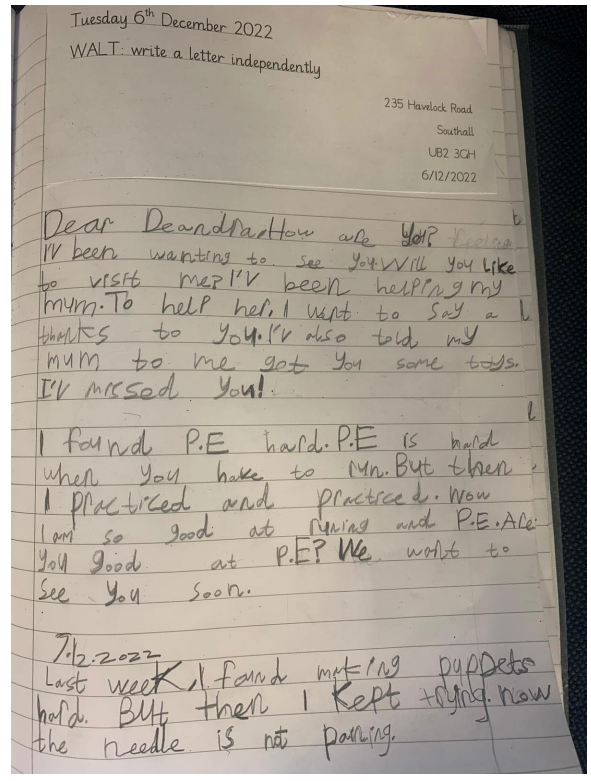 Tuesday 6th December 2022
WALT: write a letter independently
235 Havelock Road
Southall
UB2 3GH
6/12/2022
Dear Deandra. How are you?
I'v been wanting to see you. Will you like
to visit me? I'v been helping my
mum. To help her, I want to say a
thanks to you. I'v also told my
mum to me got you some toys.
I'v missed you!
I found P.E hard. P.E is hard
when you have to run. But then
I practiced and practiced. Now
I am so good at runing and P.E. Are
you good at P.E? We want to
see you soon.
7.12.2022
Last week, I found making puppets
hard. But then I kept trying. now
the needle is not paning.